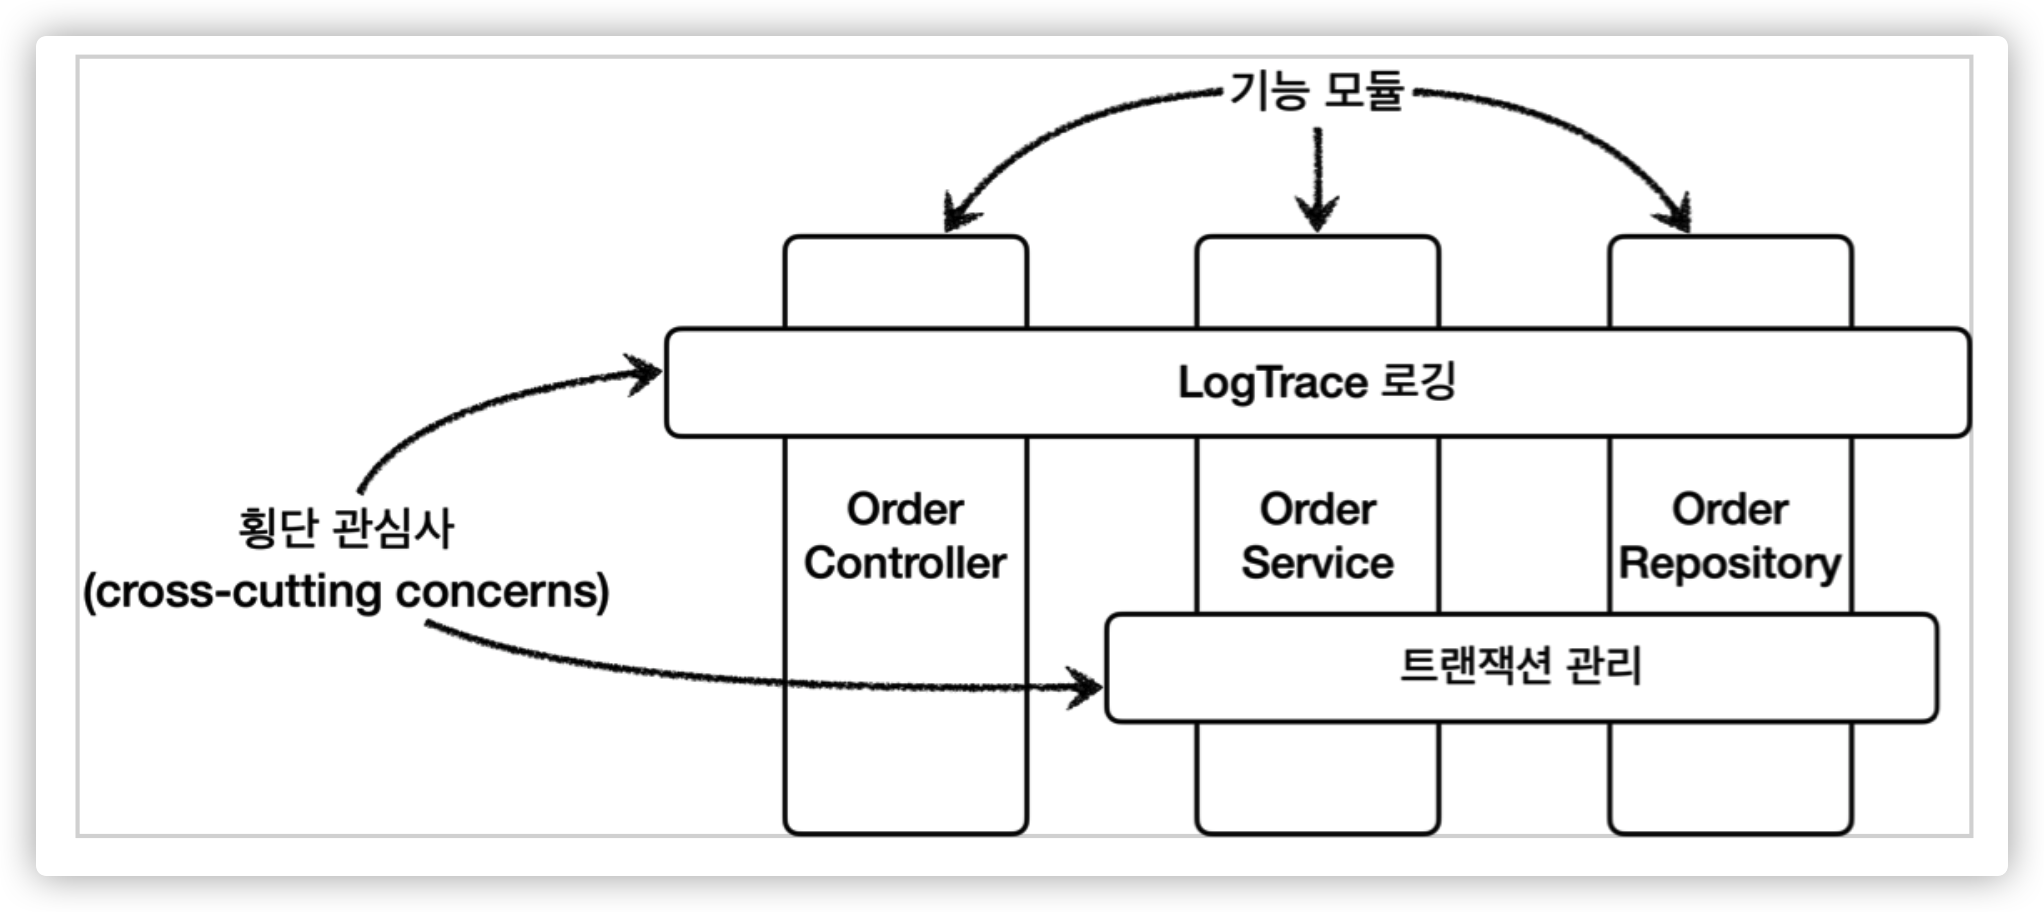 기능 모듈
LogTrace 로깅
횡단 관심사
(cross-cutting concerns)
Order
Controller
Order
Service
Order
Repository
트랜잭션 관리